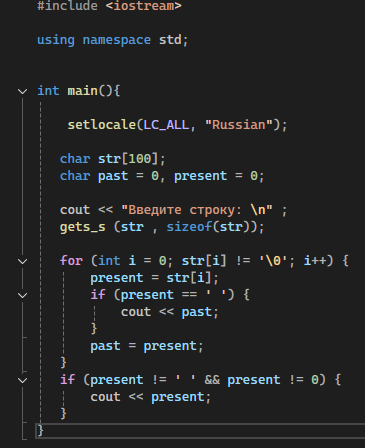 #include <iostream>
using namespace std;
int main(){
setlocale(LC_ALL, "Russian");
char str[100];
char past = 0, present = 0;
cout << "Введите строку: \n" ;
gets_s (str , sizeof(str));
for (int i = 0; str[i] != '\0'; i++) {
present = str[i];
if (present == ' ') {
cout << past;
}
past = present;
}
if (present != ' ' && present != 0) {
cout << present;
}
}